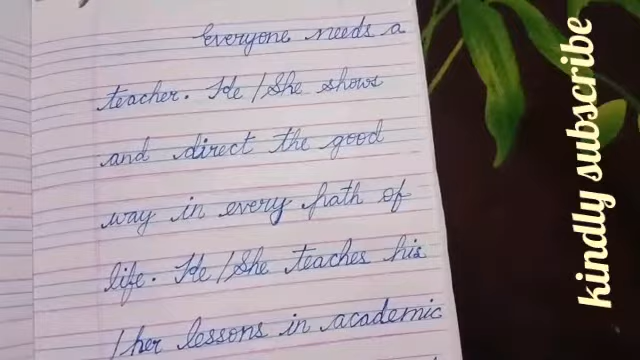 everyone needs a
teacher. He/She shows
and direct the good
way in every path of
life. He/She teaches his
/her lessons in academic
kindly subscribe